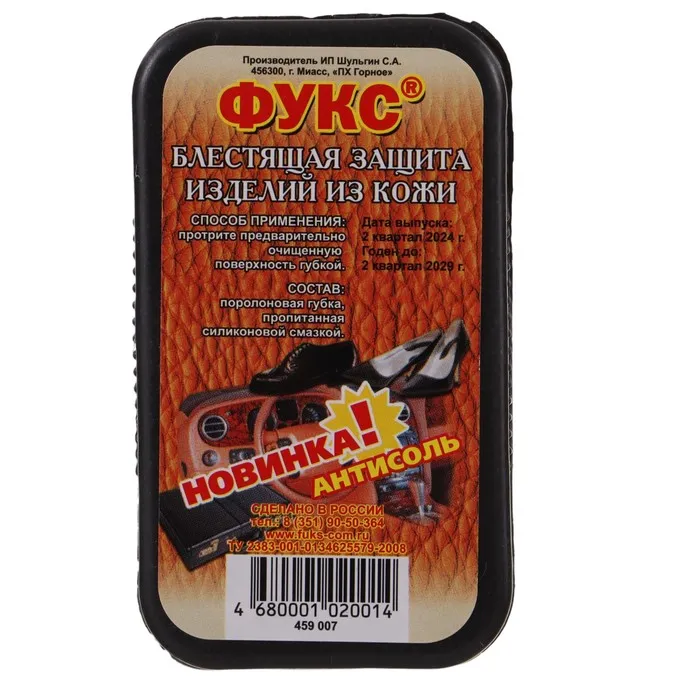 Производитель ИП Шульгин С.А.
456300, г. Миасс, «ПХ Горное»
ФУКС®
БЛЕСТЯЩАЯ ЗАЩИТА
ИЗДЕЛИЙ ИЗ КОЖИ
СПОСОБ ПРИМЕНЕНИЯ:
протрите предварительно
очищенную
поверхность губкой.
СОСТАВ:
поролоновая губка,
пропитанная
силиконовой смазкой.
Дата выпуска:
2 квартал 2024 г.
Годен до:
2 квартал 2029 г.
НОВИНКА!
АНТИСОЛЬ
СДЕЛАНО В РОССИИ
тел.: 8 (351) 90-50-364
www.fuks-com.ru
ТУ 2383-001-0134625579-2008
4 680001 020014
459 007